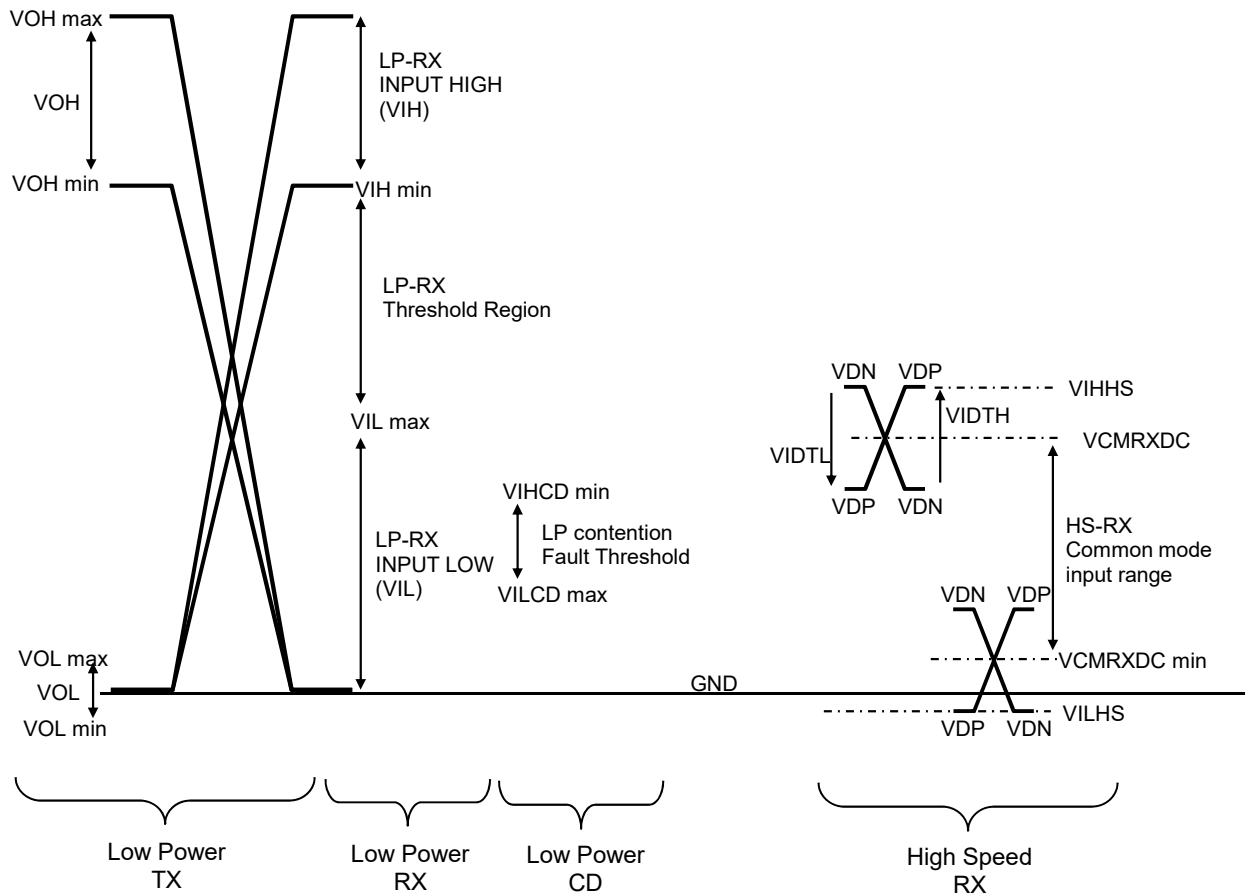 VOH max
VOH
VOH min
LP-RX
INPUT HIGH
(VIH)
VIH min
LP-RX
Threshold Region
VIL max
LP-RX
INPUT LOW
(VIL)
VIHCD min
LP contention
Fault Threshold
VILCD max
VOL max
VOL
VOL min
GND
VDN
VDP
VIHHS
VIDTH
VCMRXDC
VIDTL
VDP
VDN
HS-RX
Common mode
input range
VDN
VDP
VCMRXDC min
VILHS
VDP
VDN
Low Power
TX
Low Power
RX
Low Power
CD
High Speed
RX